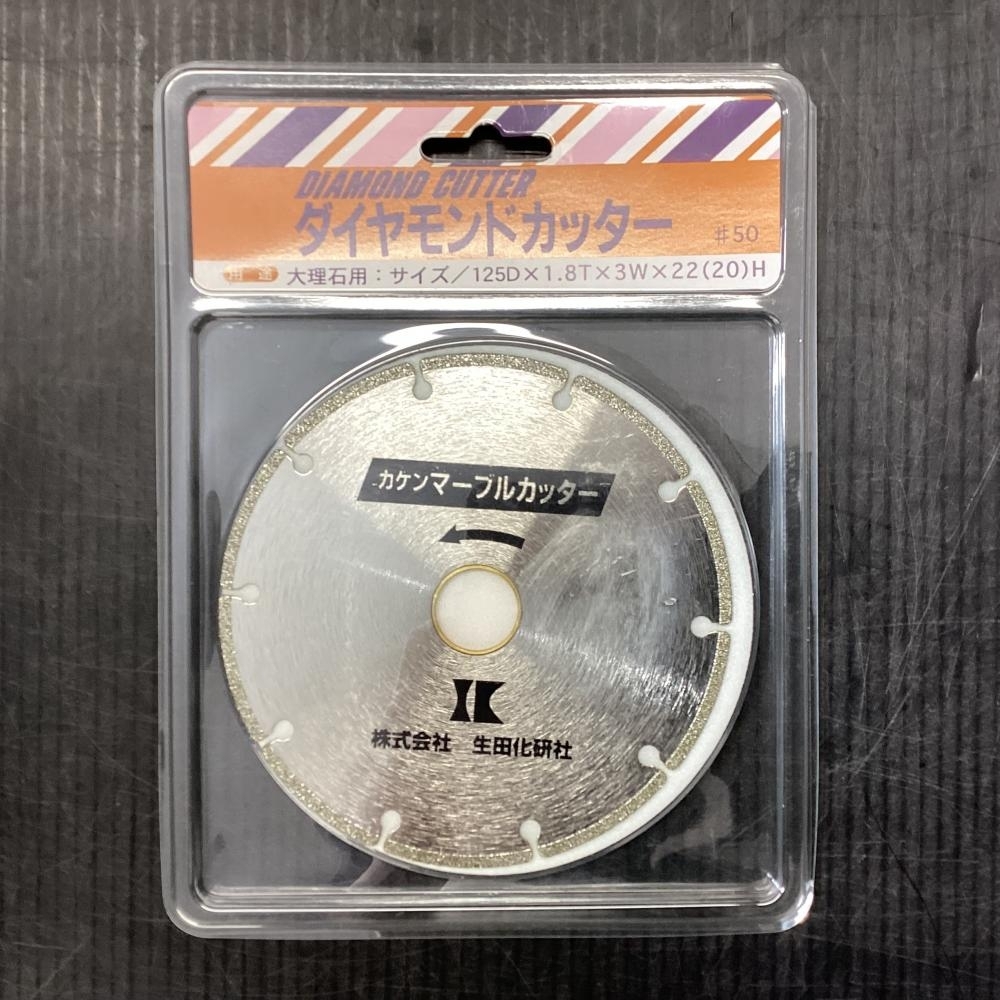 DIAMOND CUTTER
ダイヤモンドカッター
♯50
用途 大理石用：サイズ／125D×1.8T×3W×22(20)H
カケンマーブルカッター
IK
株式会社 生田化研社